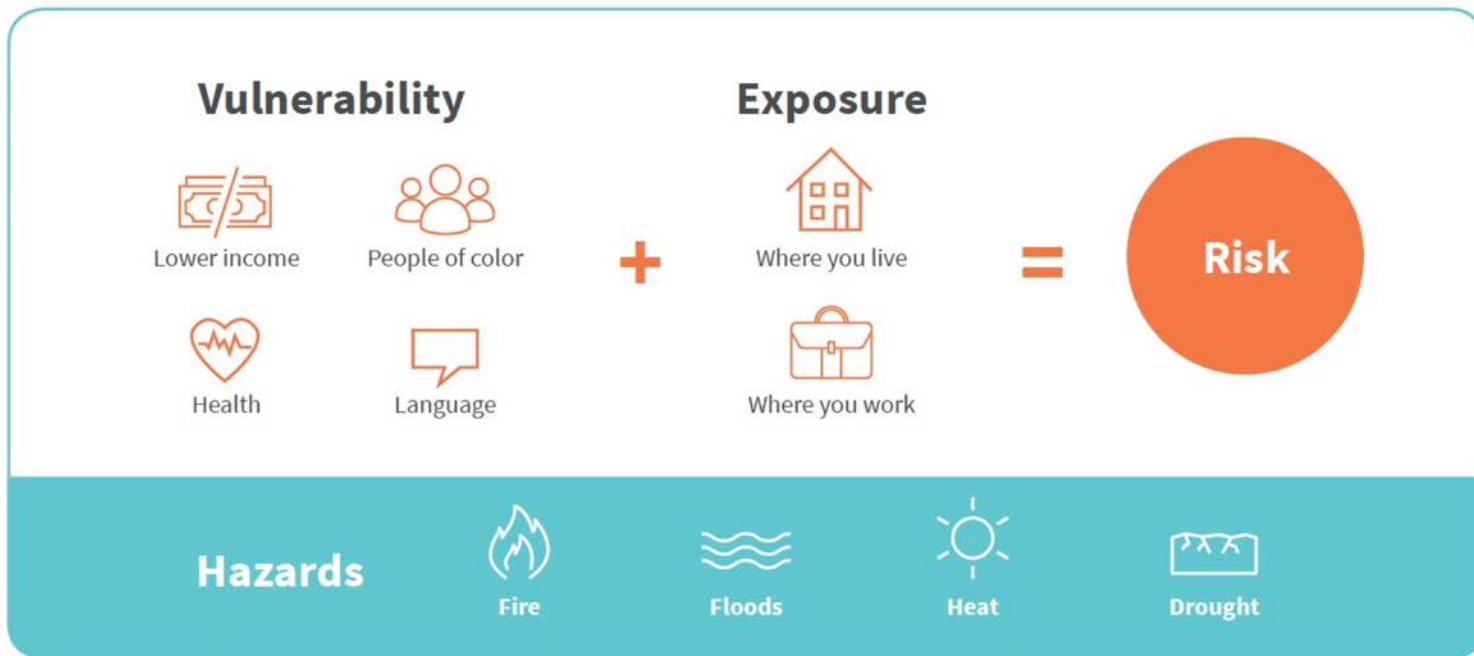 Vulnerability
Exposure
Lower income
People of color
+
Where you live
=
Risk
Health
Language
Where you work
Hazards
Fire
Floods
Heat
Drought